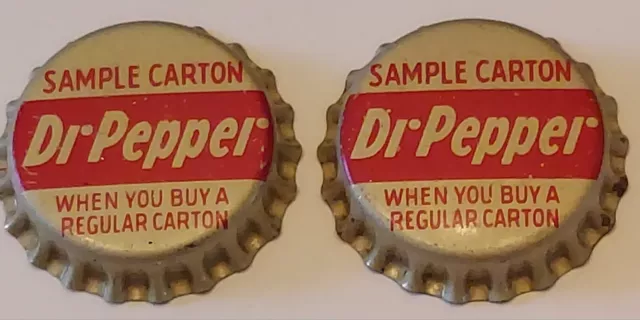 SAMPLE CARTON
Dr·Pepper
WHEN YOU BUY A
REGULAR CARTON
SAMPLE CARTON
Dr·Pepper
WHEN YOU BUY A
REGULAR CARTON